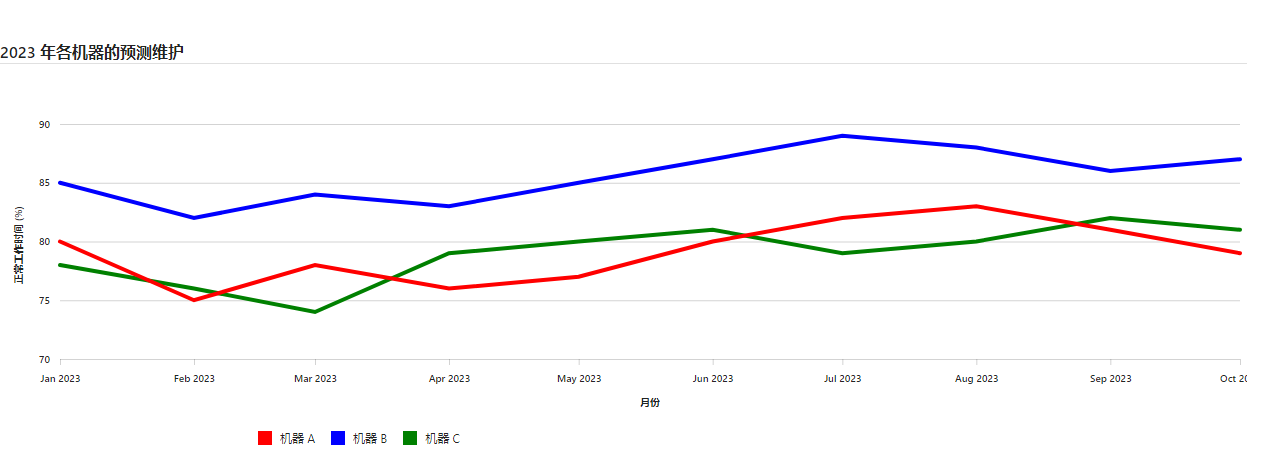 2023 年各机器的预测维护
90
85
80
75
70
正常工作时间 (%)
Jan 2023
Feb 2023
Mar 2023
Apr 2023
May 2023
Jun 2023
Jul 2023
Aug 2023
Sep 2023
Oct 20
月份
机器 A
机器 B
机器 C